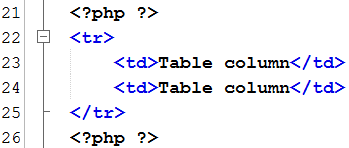 21 <?php ?>
22 <tr>
23 <td>Table column</td>
24 <td>Table column</td>
25 </tr>
26 <?php ?>